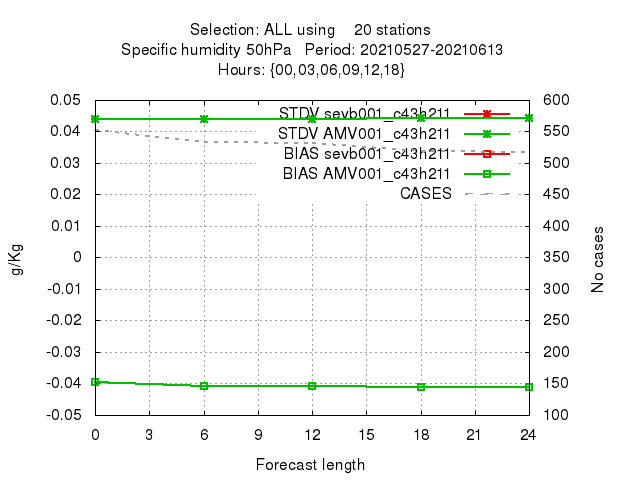 Selection: ALL using 20 stations
Specific humidity 50hPa Period: 20210527-20210613
Hours: {00,03,06,09,12,18}
0.05
0.04
0.03
0.02
0.01
0
-0.01
-0.02
-0.03
-0.04
-0.05
g/Kg
STDV sevb001_c43h211
STDV AMV001_c43h211
BIAS sevb001_c43h211
BIAS AMV001_c43h211
CASES
600
550
500
450
400
350
300
250
200
150
100
No cases
0 3 6 9 12 15 18 21 24
Forecast length